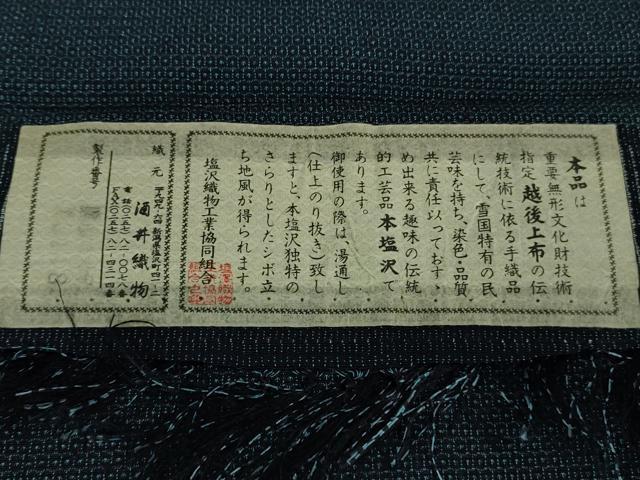 本品は
重要無形文化財技術
指定越後上布の伝・
統技術に依る手織品
にして、雪国特有の民
芸味を持ち、染色・品質・
共に責任以っておすゝ
め出来る趣味の伝統
的工芸品本塩沢で
あります。
御使用の際は、湯通し・
(仕上のり抜き)致し
ますと、本塩沢独特の
さらりとしたシボ立・
ち地風が得られます。
塩沢織物工業協同組合
塩沢織物
織元
酒井織物
製作番号